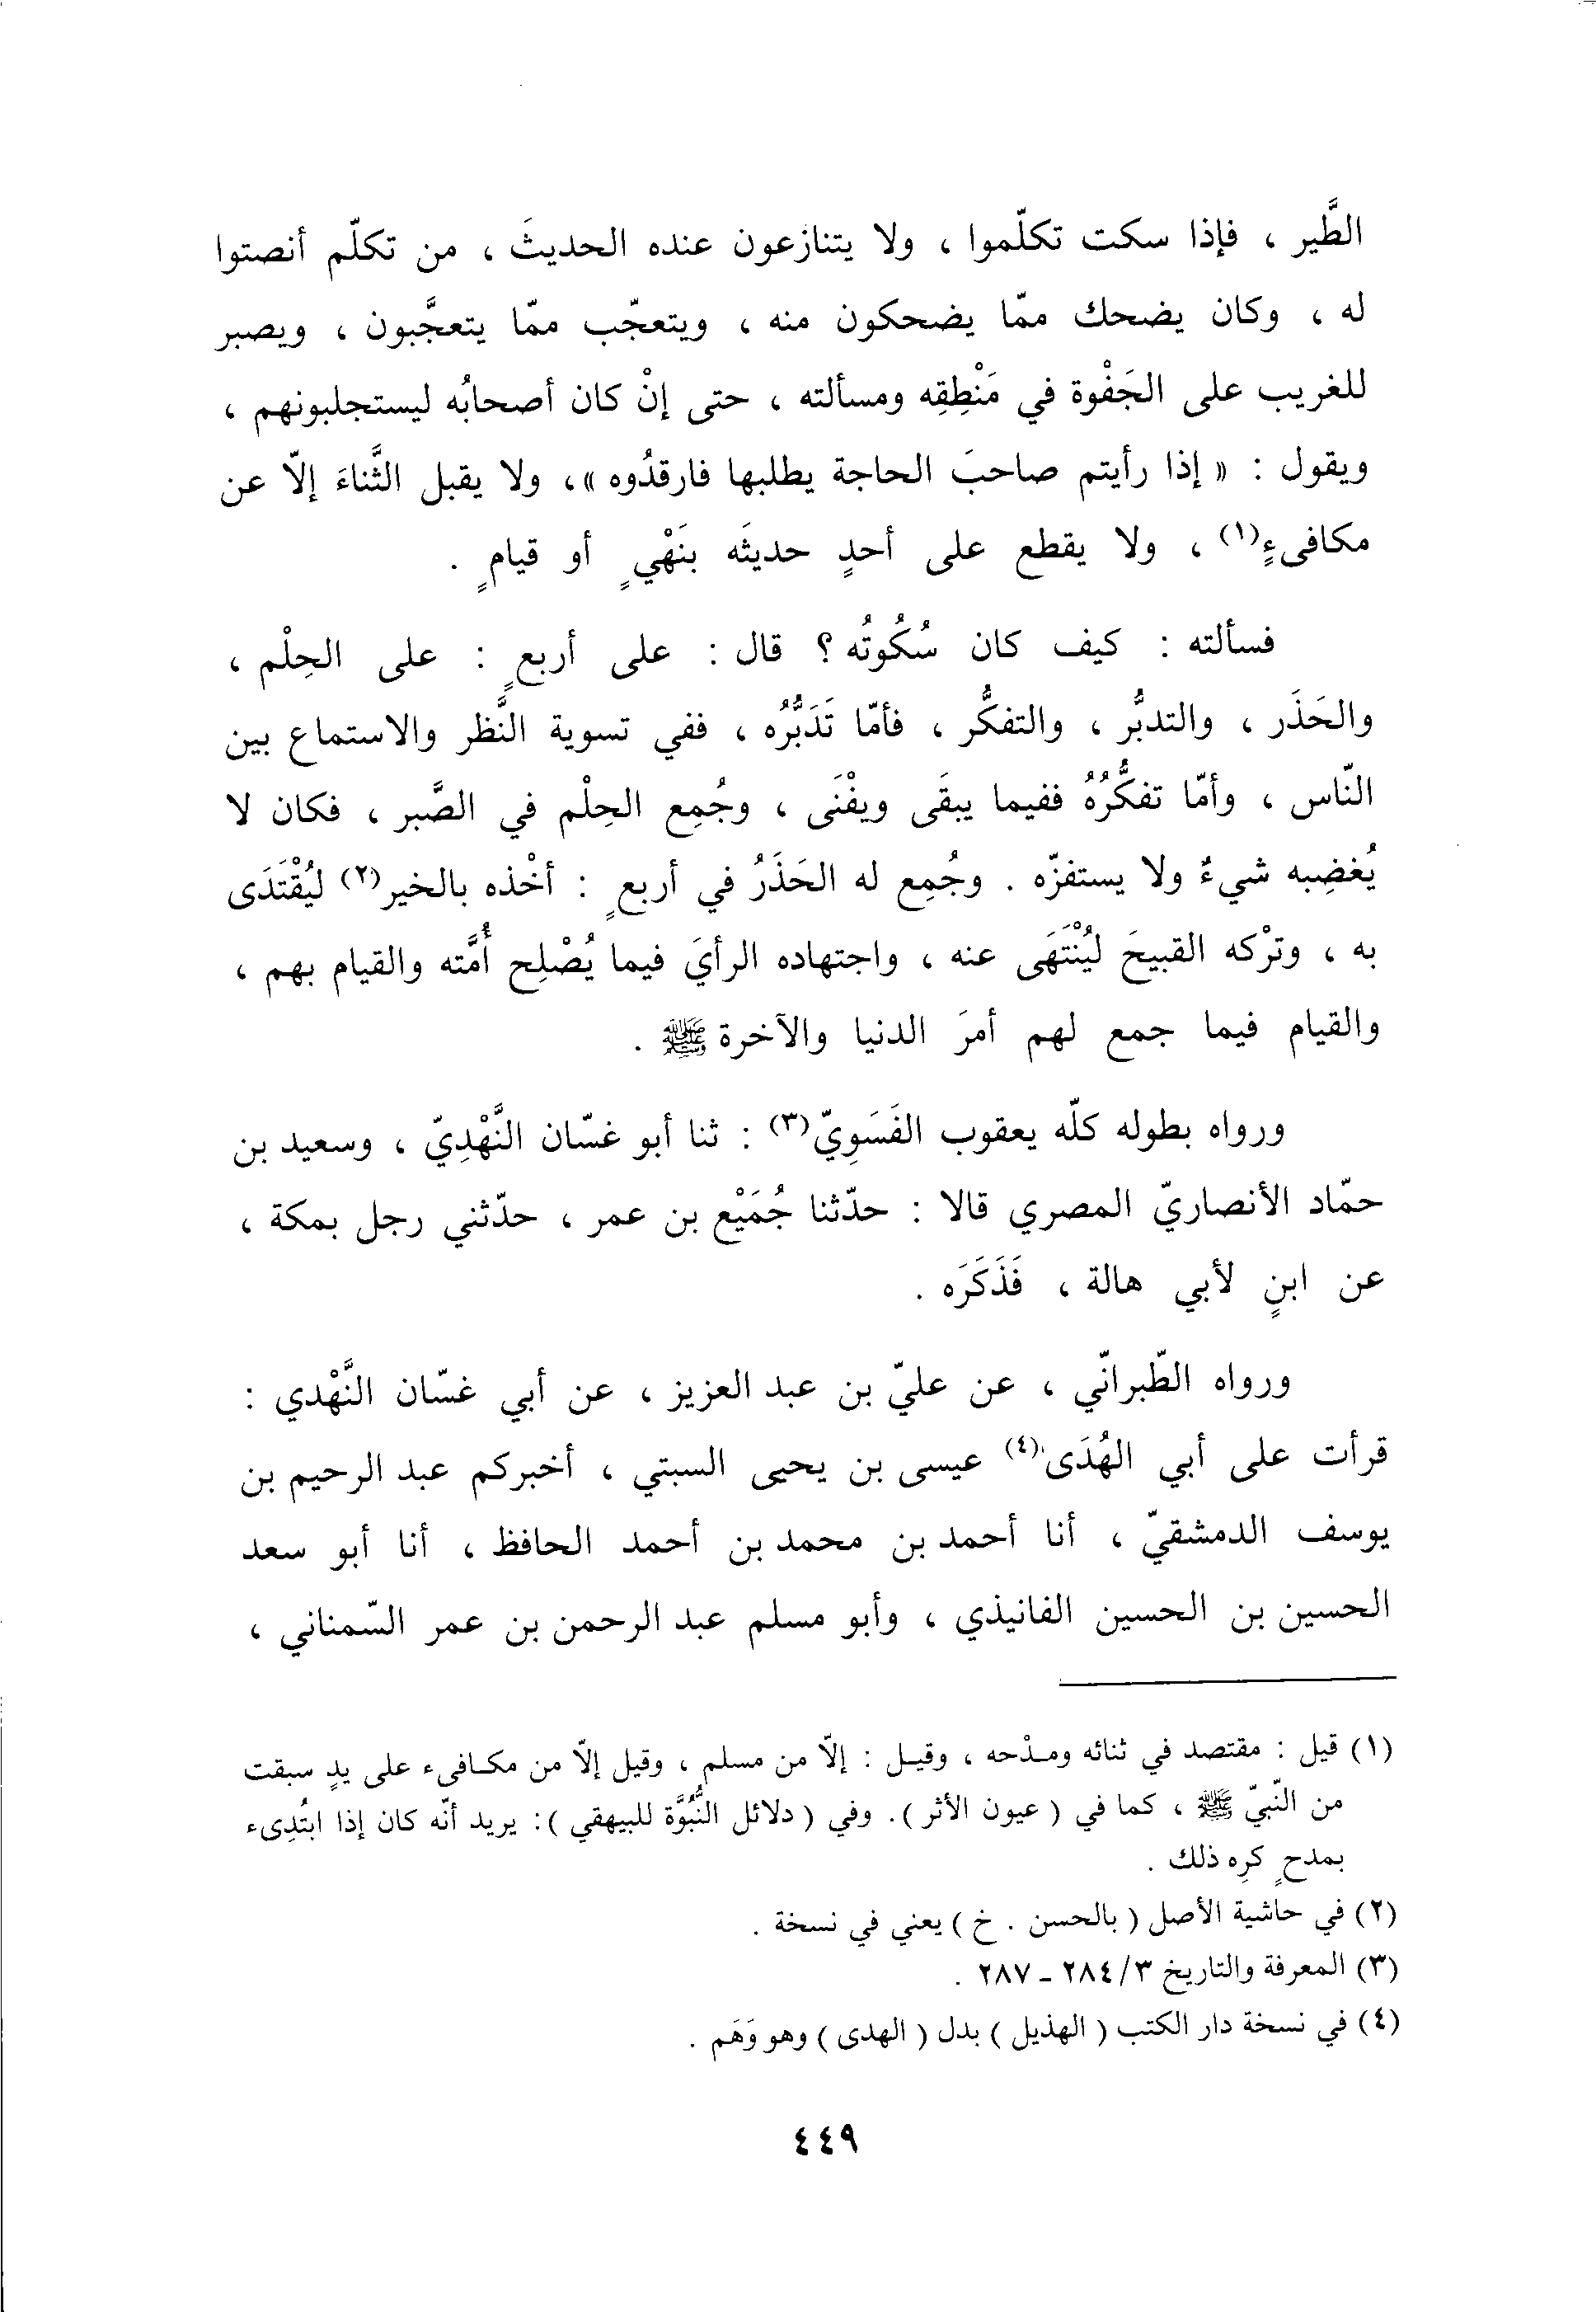 الطَّير ، فإذا سكت تكلّموا ، ولا يتنازعون عنده الحديثَ ، من تكلّم أنصتوا
له ، وكان يضحك ممّا يضحكون منه ، ويتعجّب ممّا يتعجَّبون ، ويصبر
للغريب على الجَفْوة في مَنْطِقِه ومسألته ، حتى إنْ كان أصحابُه ليستجلبونهم ،
ويقول : « إذا رأيتم صاحبَ الحاجة يطلبها فارقدُوه »، ولا يقبل الثَّناءَ إلّا عن
مكافىءٍ(١) ، ولا يقطع على أحدٍ حديثَه بنَهْيٍ أو قيامٍ .
فسألته : كيف كان سُكُوتُه ؟ قال : على أربعٍ : على الحِلْم ،
والحَذَر ، والتدبُّر ، والتفكُّر ، فأمّا تَدَبُّرُه ، ففي تسوية النَّظر والاستماع بين
النّاس ، وأمّا تفكُّرُهُ ففيما يبقَى ويفْنَى ، وجُمِع الحِلْم في الصَّبر ، فكان لا
يُغضِبه شيءٌ ولا يستفزّه . وجُمِع له الحَذَرُ في أربعٍ : أخْذه بالخير(٢) ليُقْتَدَى
به ، وترْكه القبيحَ ليُنْتَهَى عنه ، واجتهاده الرأيَ فيما يُصْلِح أُمَّته والقيام بهم ،
والقيام فيما جمع لهم أمرَ الدنيا والآخرة ﷺ .
ورواه بطوله كلّه يعقوب الفَسَوِيّ(٣) : ثنا أبو غسّان النَّهْدِيّ ، وسعيد بن
حمّاد الأنصاريّ المصري قالا : حدّثنا جُمَيْع بن عمر ، حدّثني رجل بمكة ،
عن ابنٍ لأبي هالة ، فَذَكَرَه .
ورواه الطّبرانّي ، عن عليّ بن عبد العزيز ، عن أبي غسّان النَّهْدي :
قرأت على أبي الهُدَى(٤) عيسى بن يحيى السبتي ، أخبركم عبد الرحيم بن
يوسف الدمشقيّ ، أنا أحمد بن محمد بن أحمد الحافظ ، أنا أبو سعد
الحسين بن الحسين الفانيذي ، وأبو مسلم عبد الرحمن بن عمر السّمناني ،
(١) قيل : مقتصد في ثنائه ومدْحه ، وقيل : إلّا من مسلم ، وقيل إلّا من مكافىء على يدٍ سبقت
من النّبيّ ﷺ ، كما في ( عيون الأثر ). وفي ( دلائل النُّبُوَّة للبيهقي ): يريد أنّه كان إذا ابتُدِىء
بمدحٍ كرِه ذلك .
(٢) في حاشية الأصل ( بالحسن . خ ) يعني في نسخة .
(٣) المعرفة والتاريخ ٣/ ٢٨٤ ـ ٢٨٧ .
(٤) في نسخة دار الكتب ( الهذيل ) بدل ( الهدى ) وهو وَهَم .
٤٤٩